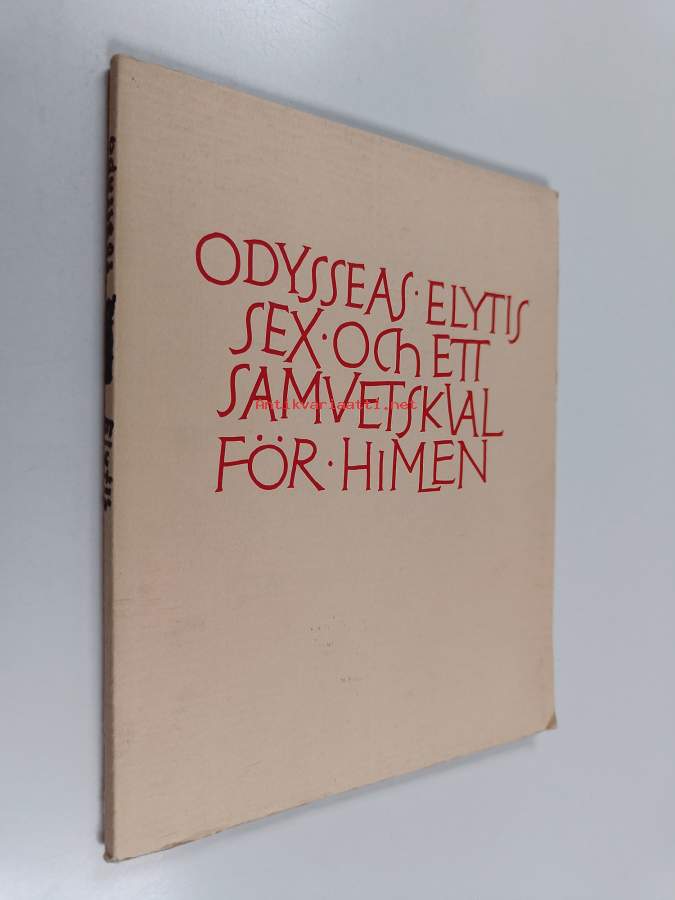 ODYSSEAS · ELYTIS
SEX · OCh ETT
SAMVETSKVAL
FÖR · HiMLEN
Antikvariaatti.net